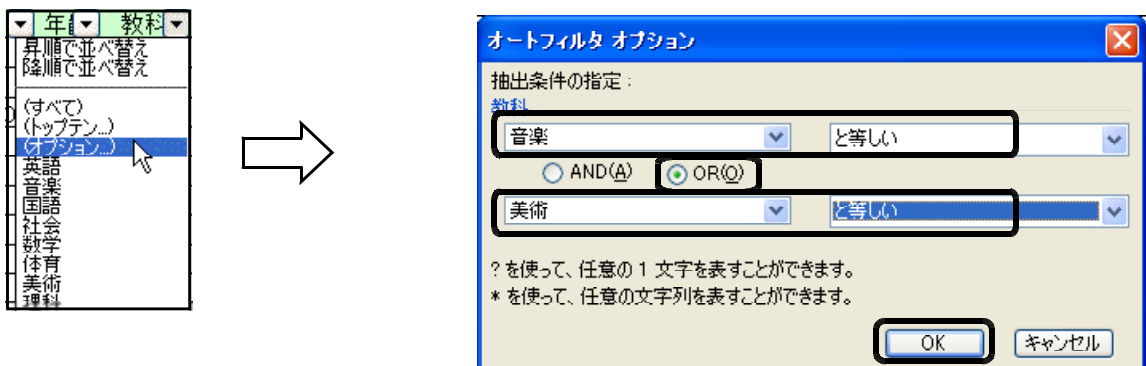 年齢 教科
昇順で並べ替え
降順で並べ替え
(すべて)
(トップテン...)
(オプション...)
英語
音楽
国語
社会
数学
体育
美術
理科
オートフィルタ オプション
抽出条件の指定:
教科
音楽 と等しい
AND(A) OR(O)
美術 と等しい
? を使って、任意の 1 文字を表すことができます。
* を使って、任意の文字列を表すことができます。
OK キャンセル